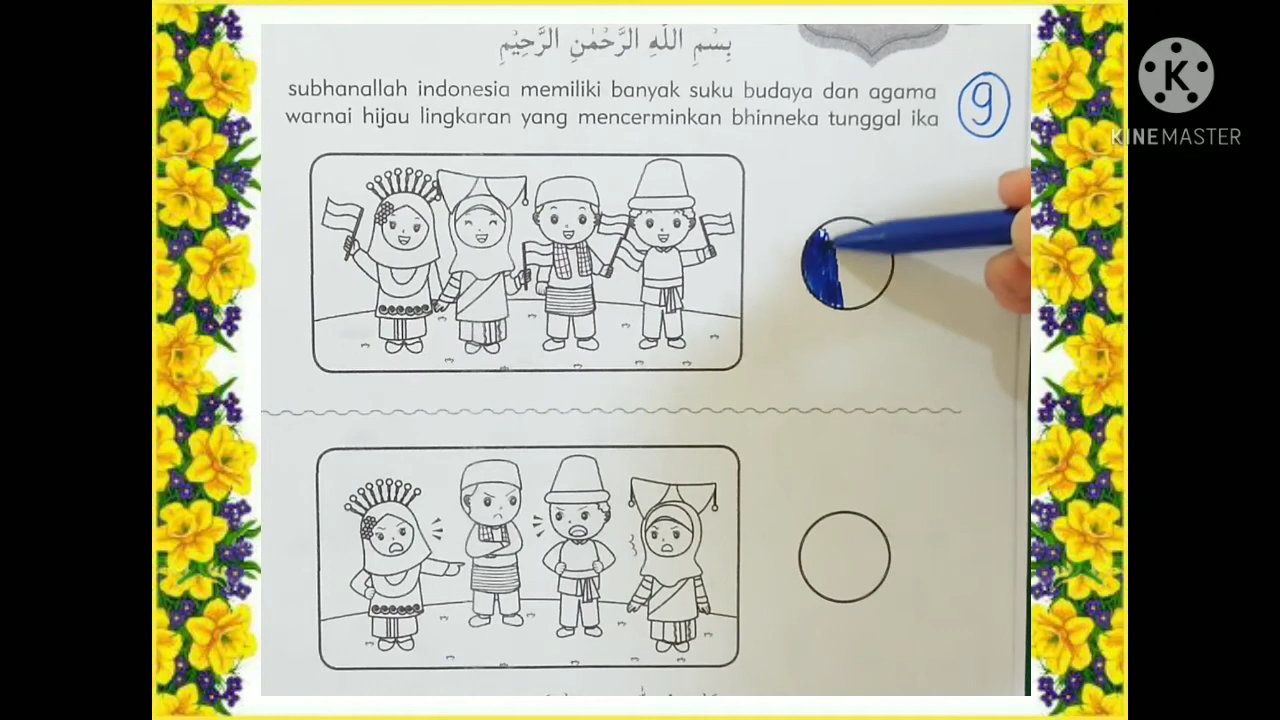 بِسْمِ اللّٰهِ الرَّحْمٰنِ الرَّحِيْمِ
subhanallah indonesia memiliki banyak suku budaya dan agama
warnai hijau lingkaran yang mencerminkan bhinneka tunggal ika
9
K
KINEMASTER